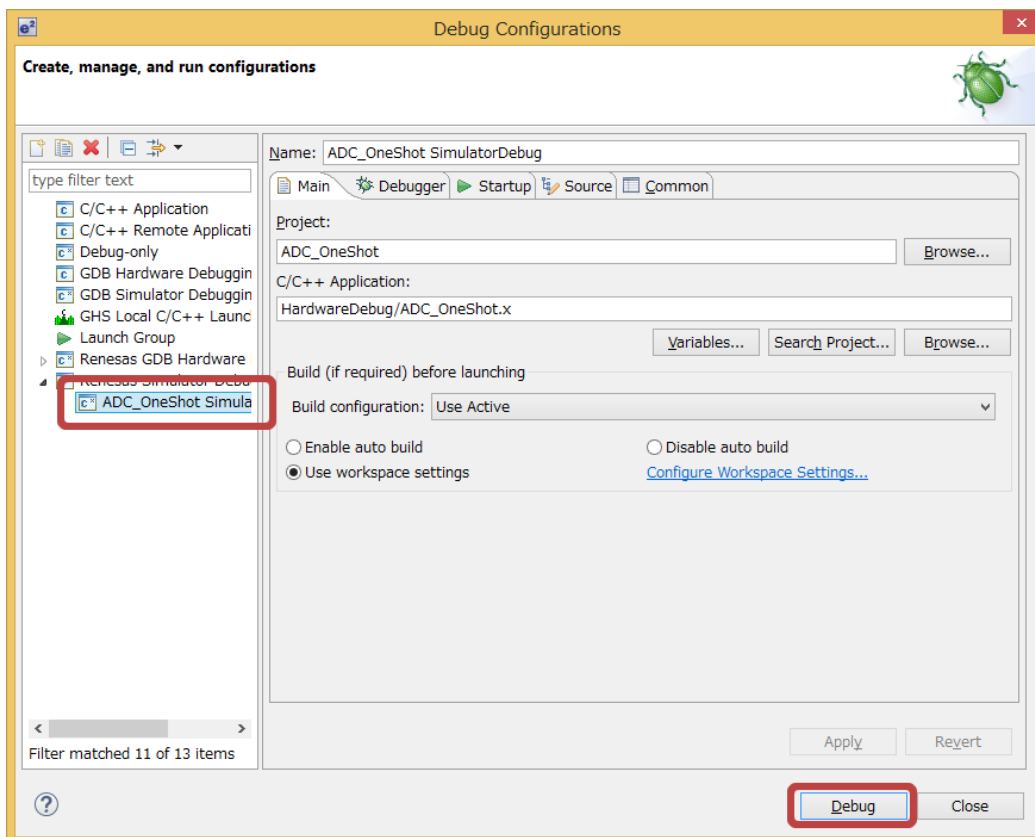 e²
Debug Configurations
Create, manage, and run configurations
type filter text
C/C++ Application
C/C++ Remote Applicati
Debug-only
GDB Hardware Debuggin
GDB Simulator Debuggin
GHS Local C/C++ Launc
Launch Group
Renesas GDB Hardware
Renesas Simulator Debu
ADC_OneShot Simula
Filter matched 11 of 13 items
Name: ADC_OneShot SimulatorDebug
Main Debugger Startup Source Common
Project:
ADC_OneShot Browse...
C/C++ Application:
HardwareDebug/ADC_OneShot.x
Variables... Search Project... Browse...
Build (if required) before launching
Build configuration: Use Active
Enable auto build Disable auto build
Use workspace settings Configure Workspace Settings...
Apply Revert
? Debug Close